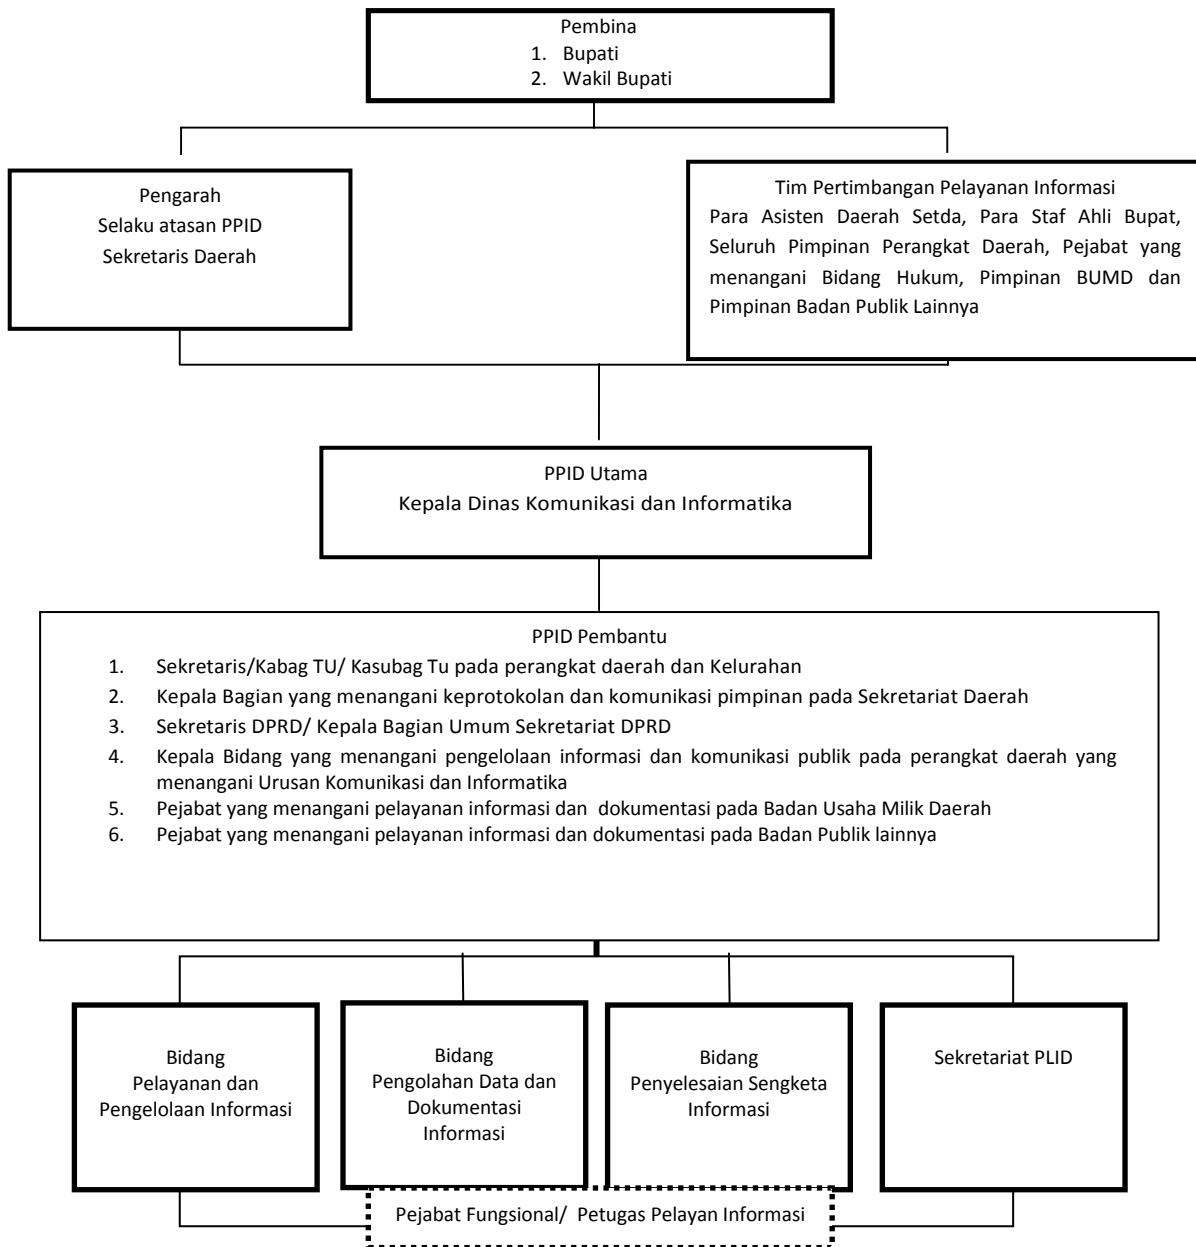 Pembina
1. Bupati
2. Wakil Bupati
Pengarah
Selaku atasan PPID
Sekretaris Daerah
Tim Pertimbangan Pelayanan Informasi
Para Asisten Daerah Setda, Para Staf Ahli Bupat,
Seluruh Pimpinan Perangkat Daerah, Pejabat yang
menangani Bidang Hukum, Pimpinan BUMD dan
Pimpinan Badan Publik Lainnya
PPID Utama
Kepala Dinas Komunikasi dan Informatika
PPID Pembantu
1. Sekretaris/Kabag TU/ Kasubag Tu pada perangkat daerah dan Kelurahan
2. Kepala Bagian yang menangani keprotokolan dan komunikasi pimpinan pada Sekretariat Daerah
3. Sekretaris DPRD/ Kepala Bagian Umum Sekretariat DPRD
4. Kepala Bidang yang menangani pengelolaan informasi dan komunikasi publik pada perangkat daerah yang
menangani Urusan Komunikasi dan Informatika
5. Pejabat yang menangani pelayanan informasi dan dokumentasi pada Badan Usaha Milik Daerah
6. Pejabat yang menangani pelayanan informasi dan dokumentasi pada Badan Publik lainnya
Bidang
Pelayanan dan
Pengelolaan Informasi
Bidang
Pengolahan Data dan
Dokumentasi
Informasi
Bidang
Penyelesaian Sengketa
Informasi
Sekretariat PLID
Pejabat Fungsional/ Petugas Pelayan Informasi